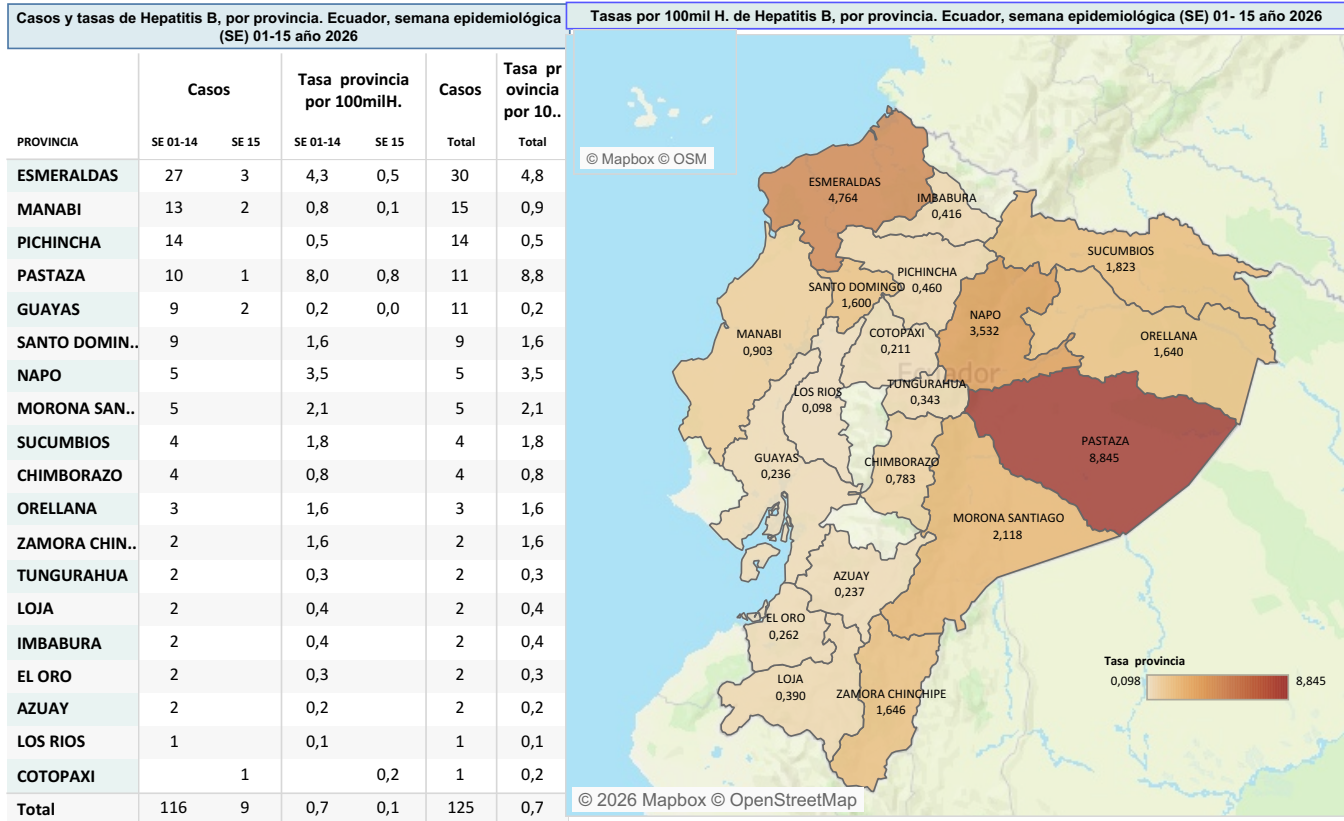 Casos y tasas de Hepatitis B, por provincia. Ecuador, semana epidemiológica
(SE) 01-15 año 2026
Casos Tasa provincia por 100milH. Casos Tasa pr ovincia por 10..
PROVINCIA SE 01-14 SE 15 SE 01-14 SE 15 Total Total
ESMERALDAS 27 3 4,3 0,5 30 4,8
MANABI 13 2 0,8 0,1 15 0,9
PICHINCHA 14 0,5 14 0,5
PASTAZA 10 1 8,0 0,8 11 8,8
GUAYAS 9 2 0,2 0,0 11 0,2
SANTO DOMIN.. 9 1,6 9 1,6
NAPO 5 3,5 5 3,5
MORONA SAN.. 5 2,1 5 2,1
SUCUMBIOS 4 1,8 4 1,8
CHIMBORAZO 4 0,8 4 0,8
ORELLANA 3 1,6 3 1,6
ZAMORA CHIN.. 2 1,6 2 1,6
TUNGURAHUA 2 0,3 2 0,3
LOJA 2 0,4 2 0,4
IMBABURA 2 0,4 2 0,4
EL ORO 2 0,3 2 0,3
AZUAY 2 0,2 2 0,2
LOS RIOS 1 0,1 1 0,1
COTOPAXI 1 0,2 1 0,2
Total 116 9 0,7 0,1 125 0,7
Tasas por 100mil H. de Hepatitis B, por provincia. Ecuador, semana epidemiológica (SE) 01- 15 año 2026
© Mapbox © OSM
ESMERALDAS
4,764
IMBABURA
0,416
SUCUMBIOS
1,823
PICHINCHA
0,460
SANTO DOMINGO
1,600
NAPO
3,532
MANABI
0,903
COTOPAXI
0,211
ORELLANA
1,640
Ecuador
TUNGURAHUA
0,343
LOS RIOS
0,098
PASTAZA
8,845
GUAYAS
0,236
CHIMBORAZO
0,783
MORONA SANTIAGO
2,118
AZUAY
0,237
EL ORO
0,262
LOJA
0,390
ZAMORA CHINCHIPE
1,646
Tasa provincia
0,098 8,845
© 2026 Mapbox © OpenStreetMap